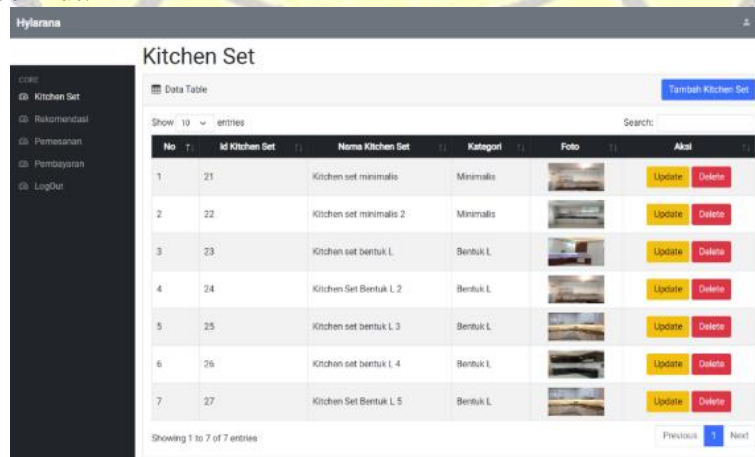 Hylarana
Kitchen Set
CORE
Kitchen Set
Rekomendasi
Pemesanan
Pembayaran
LogOut
Data Table
Tambah Kitchen Set
Show 10 entries
Search:
No Id Kitchen Set Nama Kitchen Set Kategori Foto Aksi
1 21 Kitchen set minimalis Minimalis Update Delete
2 22 Kitchen set minimalis 2 Minimalis Update Delete
3 23 Kitchen set bentuk L Bentuk L Update Delete
4 24 Kitchen Set Bentuk L 2 Bentuk L Update Delete
5 25 Kitchen set bentuk L 3 Bentuk L Update Delete
6 26 Kitchen set bentuk L 4 Bentuk L Update Delete
7 27 Kitchen Set Bentuk L 5 Bentuk L Update Delete
Showing 1 to 7 of 7 entries
Previous 1 Next